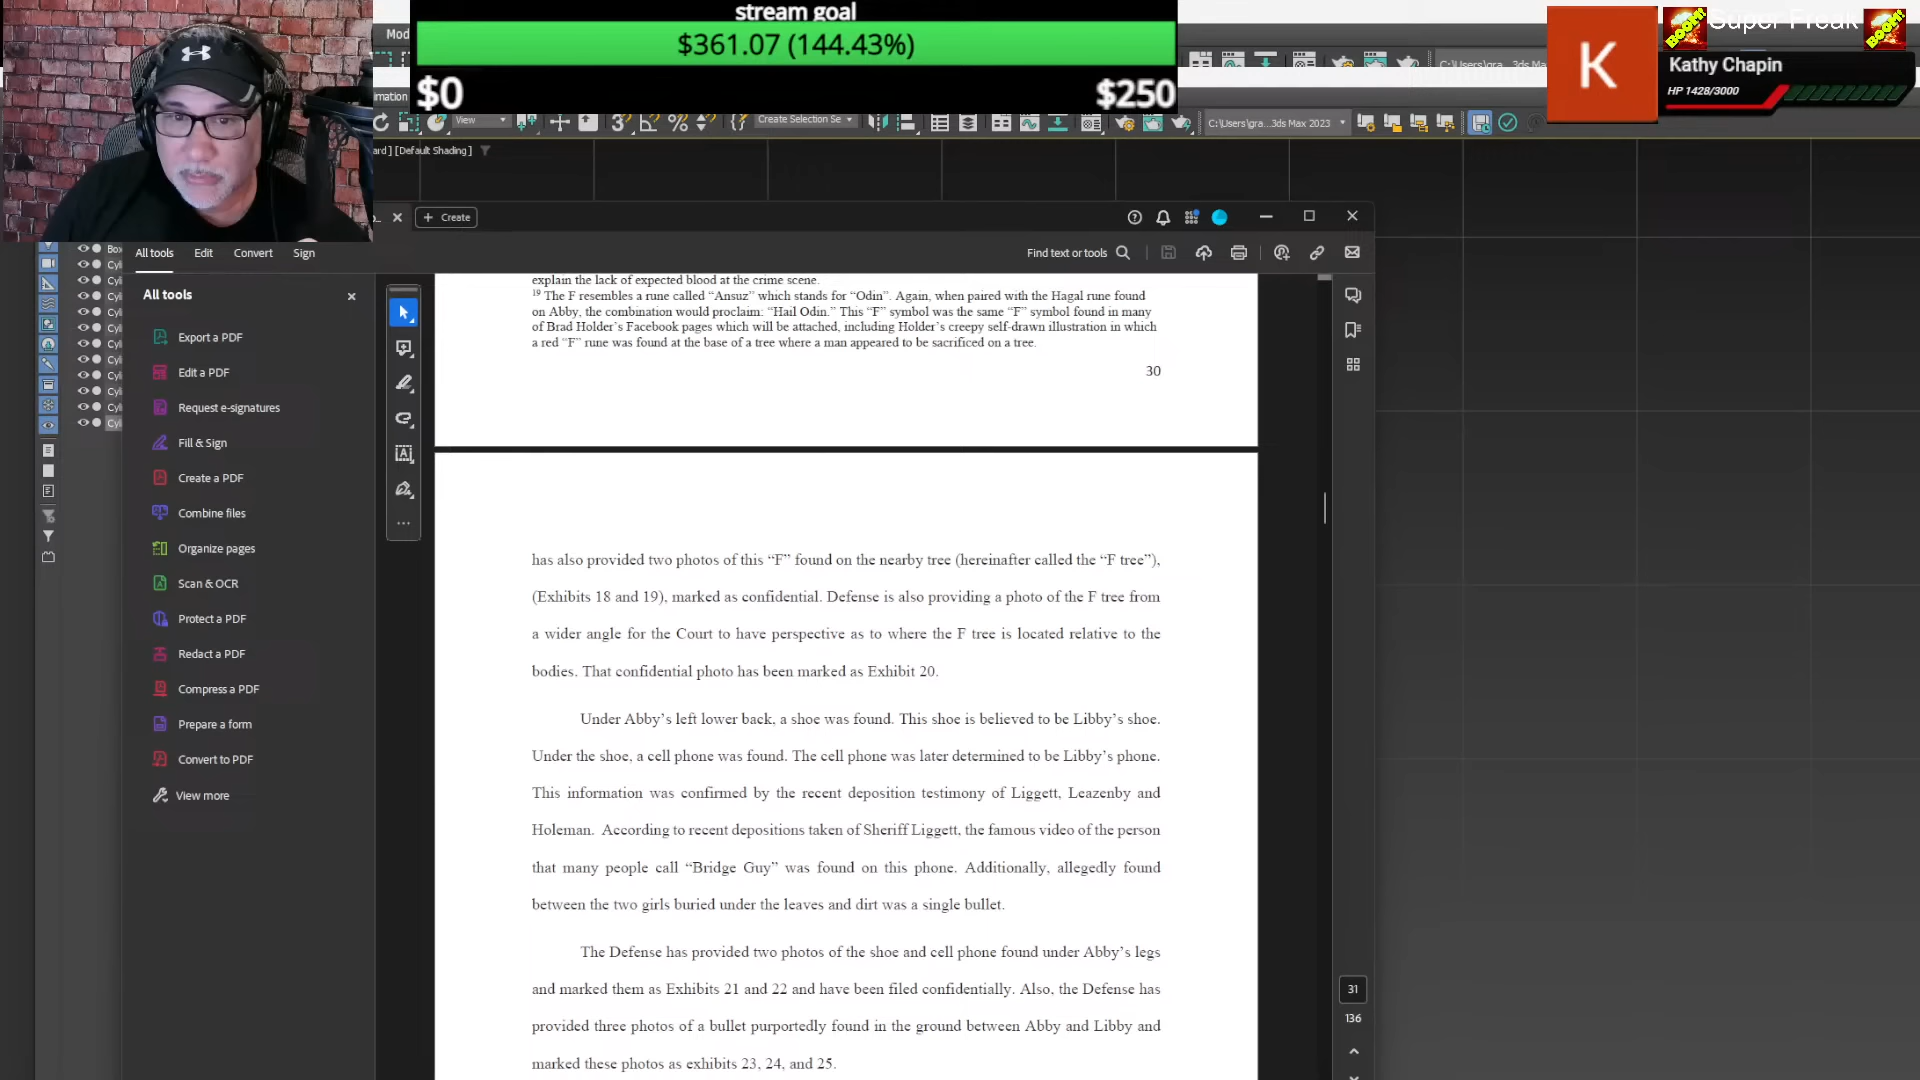 stream goal
$361.07 (144.43%)
$0
$250
Mod
Super Freak
BOOM!
BOOM!
K
Kathy Chapin
HP 1428/3000
C:\Users\gra...3ds Max 2023
View
Create Selection Se
ard ] [Default Shading ]
Create
All tools
Edit
Convert
Sign
Find text or tools
All tools
Export a PDF
Edit a PDF
Request e-signatures
Fill & Sign
Create a PDF
Combine files
Organize pages
Scan & OCR
Protect a PDF
Redact a PDF
Compress a PDF
Prepare a form
Convert to PDF
View more
explain the lack of expected blood at the crime scene.
19 The F resembles a rune called “Ansuz” which stands for “Odin”. Again, when paired with the Hagal rune found
on Abby, the combination would proclaim: “Hail Odin.” This “F” symbol was the same “F” symbol found in many
of Brad Holder’s Facebook pages which will be attached, including Holder’s creepy self-drawn illustration in which
a red “F” rune was found at the base of a tree where a man appeared to be sacrificed on a tree.
30
has also provided two photos of this “F” found on the nearby tree (hereinafter called the “F tree”),
(Exhibits 18 and 19), marked as confidential. Defense is also providing a photo of the F tree from
a wider angle for the Court to have perspective as to where the F tree is located relative to the
bodies. That confidential photo has been marked as Exhibit 20.
Under Abby’s left lower back, a shoe was found. This shoe is believed to be Libby’s shoe.
Under the shoe, a cell phone was found. The cell phone was later determined to be Libby’s phone.
This information was confirmed by the recent deposition testimony of Liggett, Leazenby and
Holeman. According to recent depositions taken of Sheriff Liggett, the famous video of the person
that many people call “Bridge Guy” was found on this phone. Additionally, allegedly found
between the two girls buried under the leaves and dirt was a single bullet.
The Defense has provided two photos of the shoe and cell phone found under Abby’s legs
and marked them as Exhibits 21 and 22 and have been filed confidentially. Also, the Defense has
provided three photos of a bullet purportedly found in the ground between Abby and Libby and
marked these photos as exhibits 23, 24, and 25.
31
136